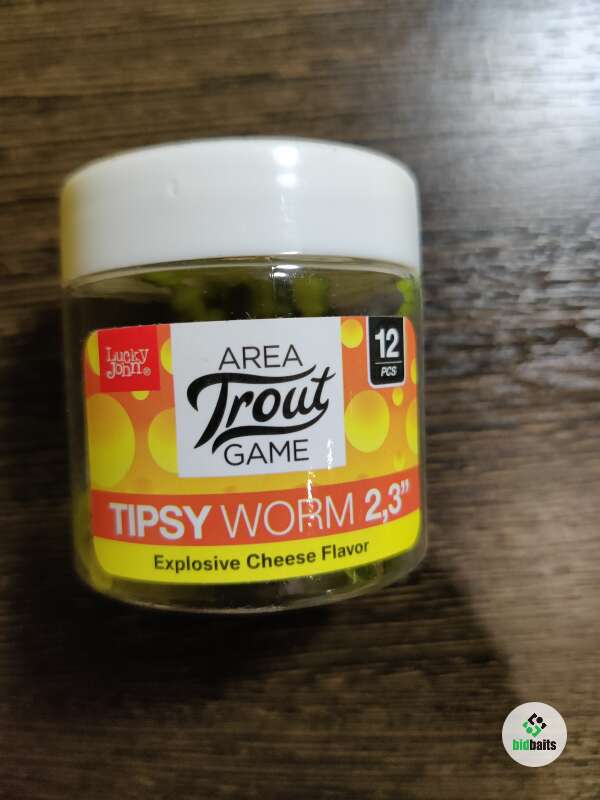 Lucky
John®
AREA
Trout
GAME
12
PCS
TIPSY WORM 2,3"
Explosive Cheese Flavor
bidbaits